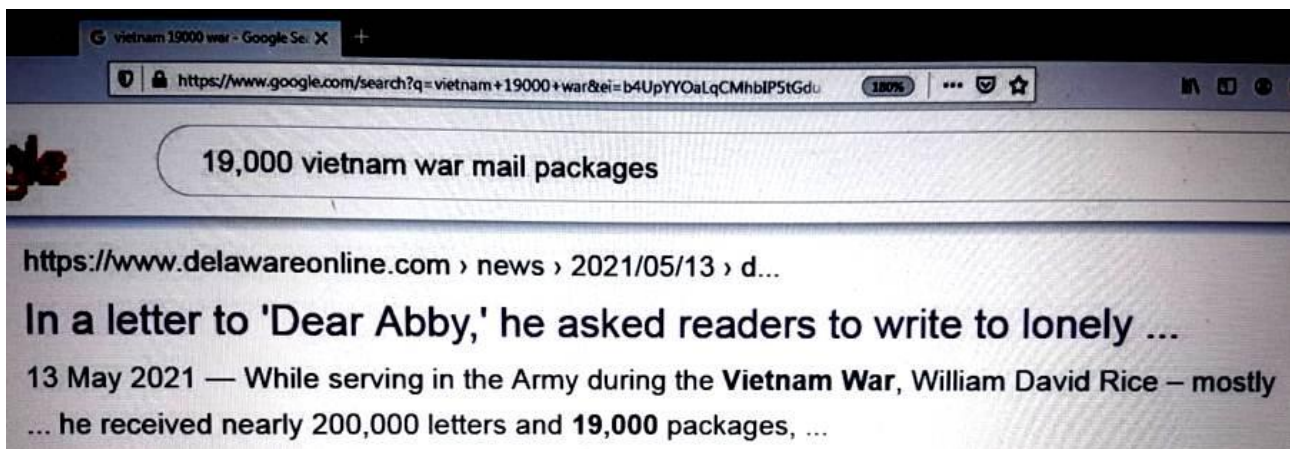 G vietnam 19000 war - Google Se: X +
https://www.google.com/search?q=vietnam+19000+war&ei=b4UpYYOaLqCMhbIP5tGdu 180% ...
gle 19,000 vietnam war mail packages
https://www.delawareonline.com › news › 2021/05/13 › d...
In a letter to 'Dear Abby,' he asked readers to write to lonely ...
13 May 2021 — While serving in the Army during the Vietnam War, William David Rice – mostly
... he received nearly 200,000 letters and 19,000 packages, ...